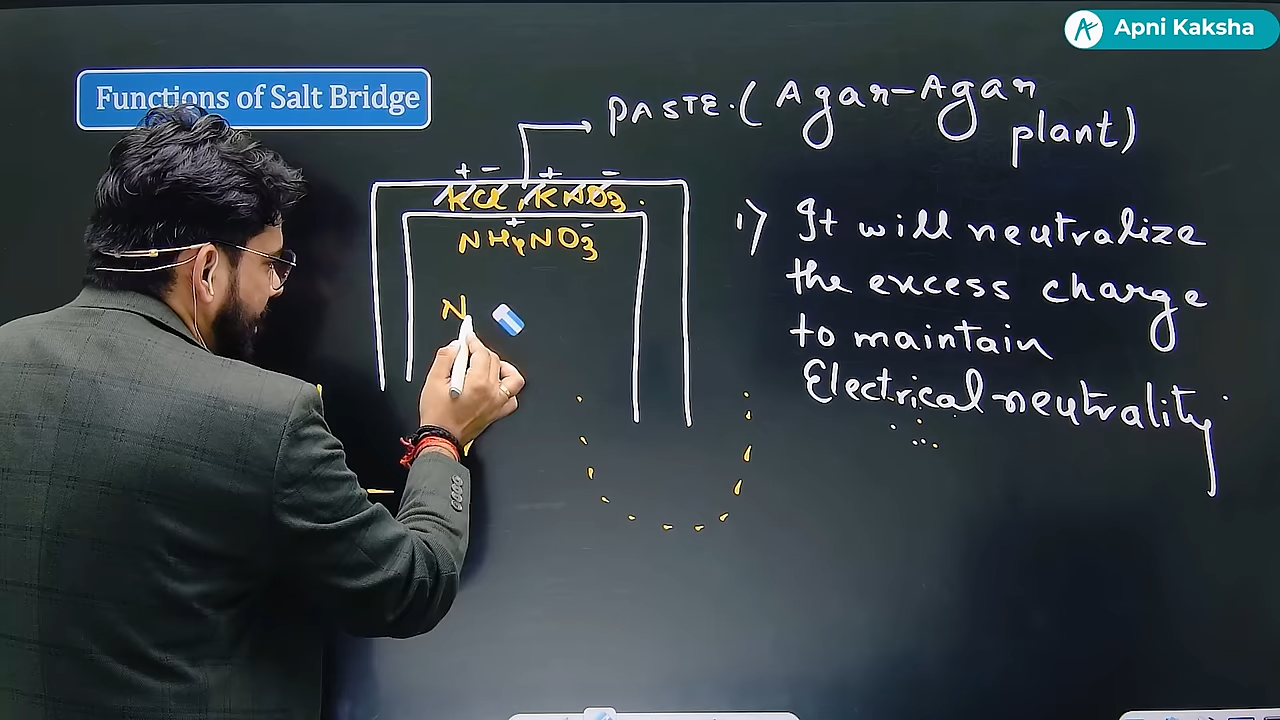 Apni Kaksha
Functions of Salt Bridge
PASTE. (Agar-Agar
plant)
+ - + -
KCl, KNO3.
+ -
NH4NO3
N
1) It will neutralize
the excess charge
to maintain
Electrical neutrality